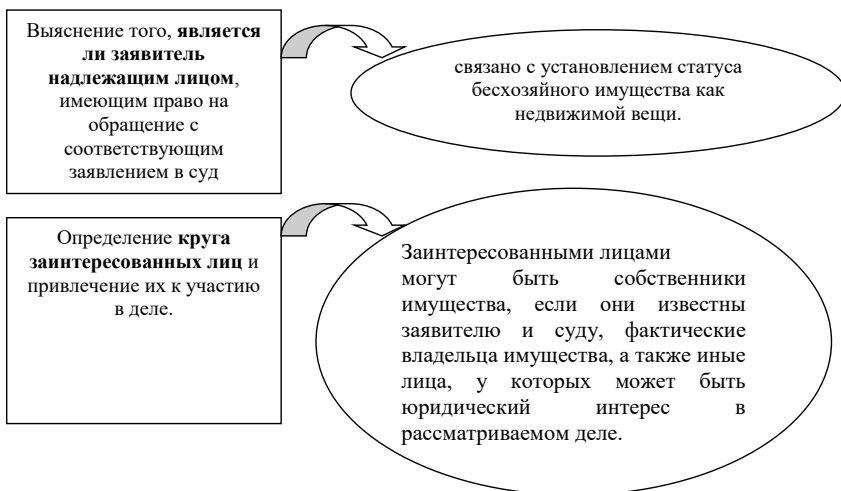 Выяснение того, является
ли заявитель
надлежащим лицом,
имеющим право на
обращение с
соответствующим
заявлением в суд
связано с установлением статуса
бесхозяйного имущества как
недвижимой вещи.
Определение круга
заинтересованных лиц и
привлечение их к участию
в деле.
Заинтересованными лицами
могут быть собственники
имущества, если они известны
заявителю и суду, фактические
владельца имущества, а также иные
лица, у которых может быть
юридический интерес в
рассматриваемом деле.